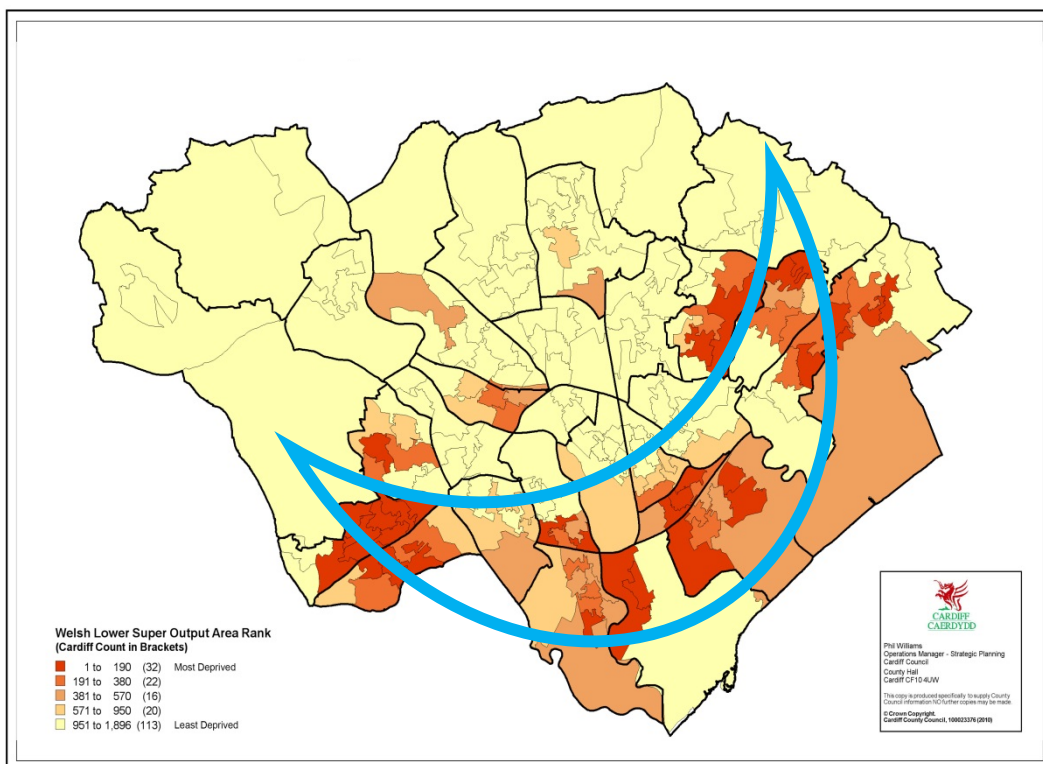 Welsh Lower Super Output Area Rank
(Cardiff Count in Brackets)
1 to 190 (32) Most Deprived
191 to 380 (22)
381 to 570 (16)
571 to 950 (20)
951 to 1,896 (113) Least Deprived
CARDIFF
CAERDYDD
Phil Williams
Operations Manager - Strategic Planning
Cardiff Council
County Hall
Cardiff CF10 4UW
This copy is produced specifically to supply County
Council information NO further copies may be made.
© Crown Copyright.
Cardiff County Council, 100023376 (2010)